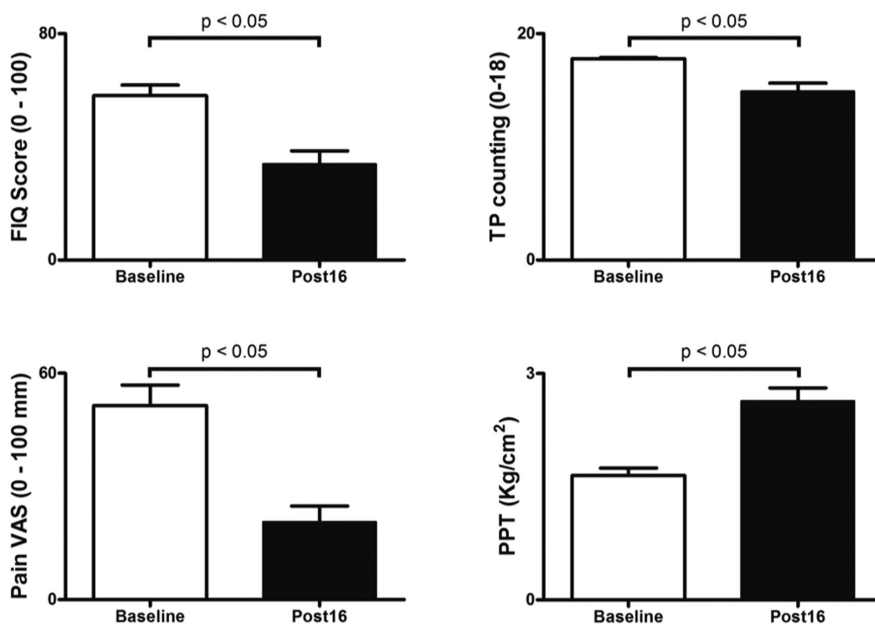 p < 0.05
80
FIQ Score (0 - 100)
0
Baseline
Post16
p < 0.05
20
TP counting (0-18)
0
Baseline
Post16
p < 0.05
60
Pain VAS (0 - 100 mm)
0
Baseline
Post16
p < 0.05
3
PPT (Kg/cm²)
0
Baseline
Post16